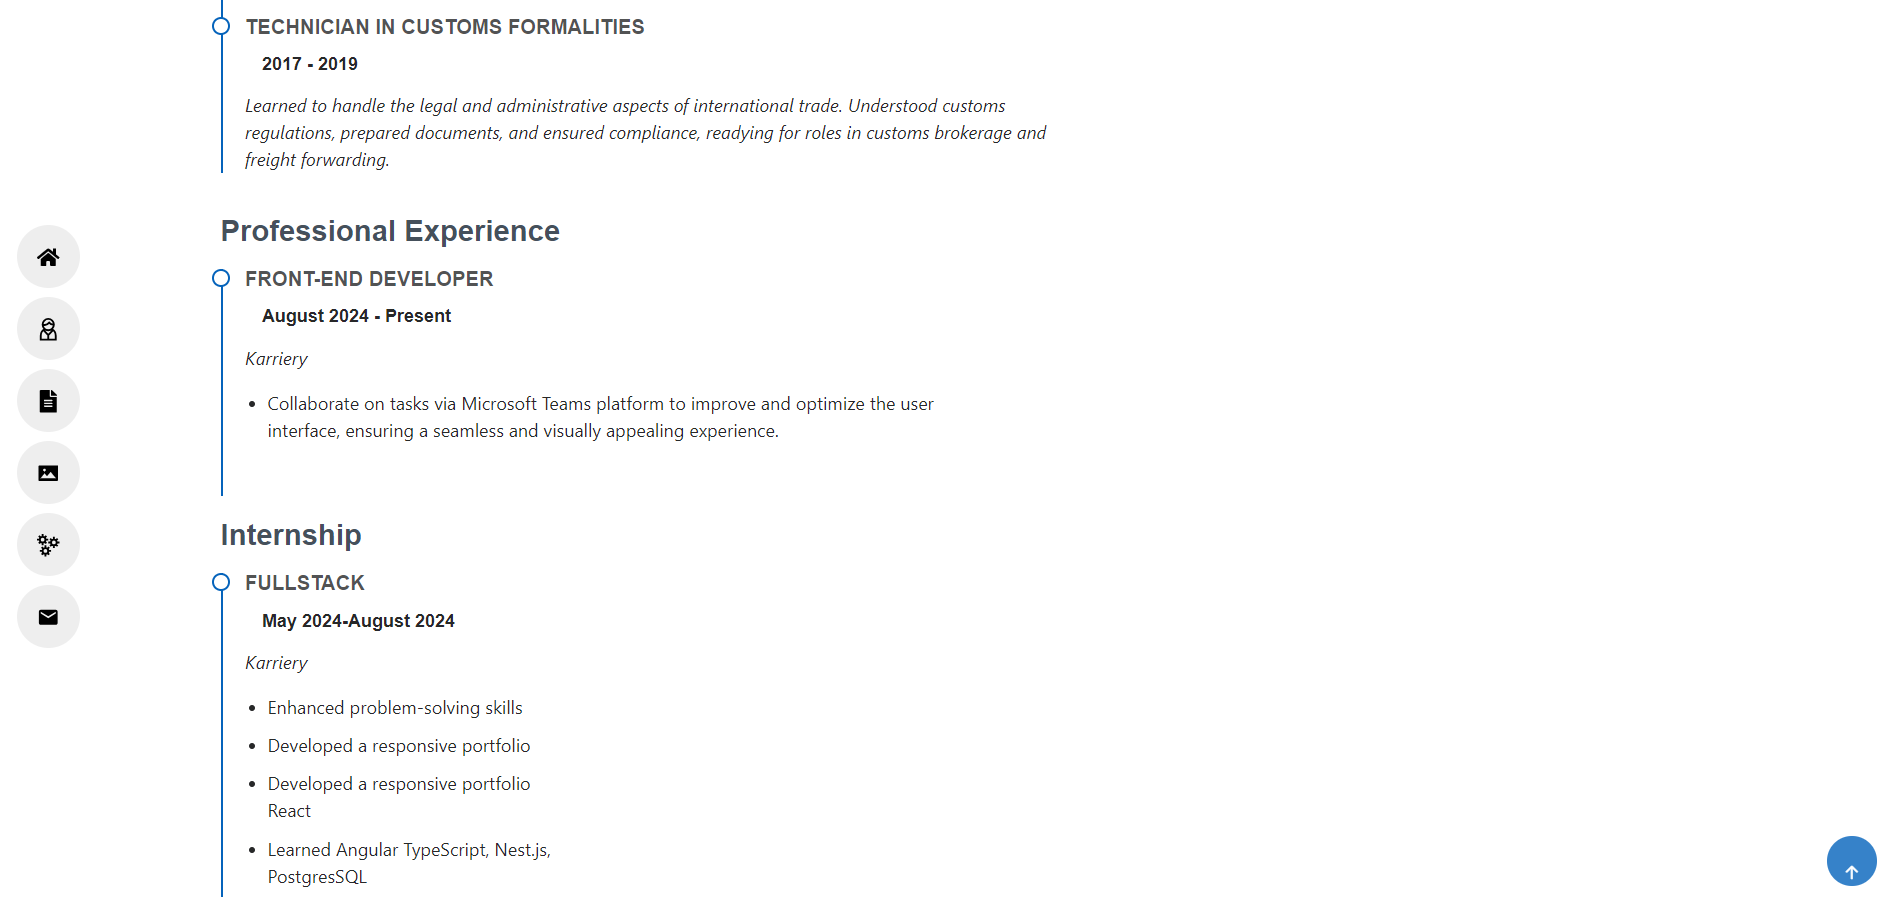 TECHNICIAN IN CUSTOMS FORMALITIES
2017 - 2019
Learned to handle the legal and administrative aspects of international trade. Understood customs
regulations, prepared documents, and ensured compliance, readying for roles in customs brokerage and
freight forwarding.
Professional Experience
FRONT-END DEVELOPER
August 2024 - Present
Karriery
• Collaborate on tasks via Microsoft Teams platform to improve and optimize the user
interface, ensuring a seamless and visually appealing experience.
Internship
FULLSTACK
May 2024-August 2024
Karriery
• Enhanced problem-solving skills
• Developed a responsive portfolio
• Developed a responsive portfolio
React
• Learned Angular TypeScript, Nest.js,
PostgresSQL